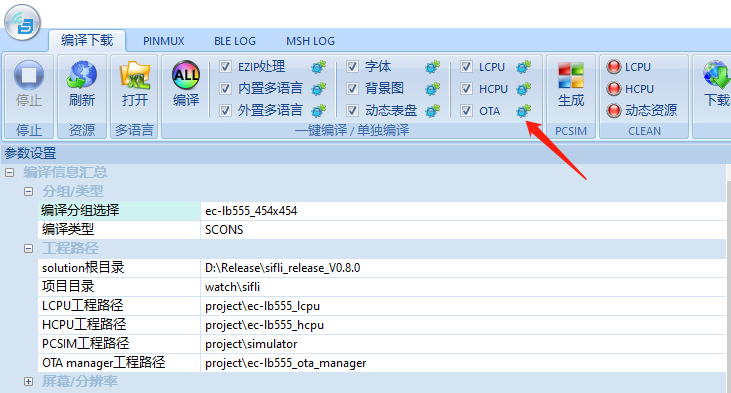 编译下载 PINMUX BLE LOG MSH LOG
ALL
EZIP处理 字体 LCPU LCPU
内置多语言 背景图 HCPU HCPU
外置多语言 动态表盘 OTA 动态资源
停止 刷新 打开 编译 生成 下载
停止 资源 多语言 一键编译 / 单独编译 PCSIM CLEAN
参数设置
编译信息汇总
分组/类型
编译分组选择 ec-lb555_454x454
编译类型 SCONS
工程路径
solution根目录 D:\Release\sifli_release_V0.8.0
项目目录 watch\sifli
LCPU工程路径 project\ec-lb555_lcpu
HCPU工程路径 project\ec-lb555_hcpu
PCSIM工程路径 project\simulator
OTA manager工程路径 project\ec-lb555_ota_manager
屏幕/分辨率